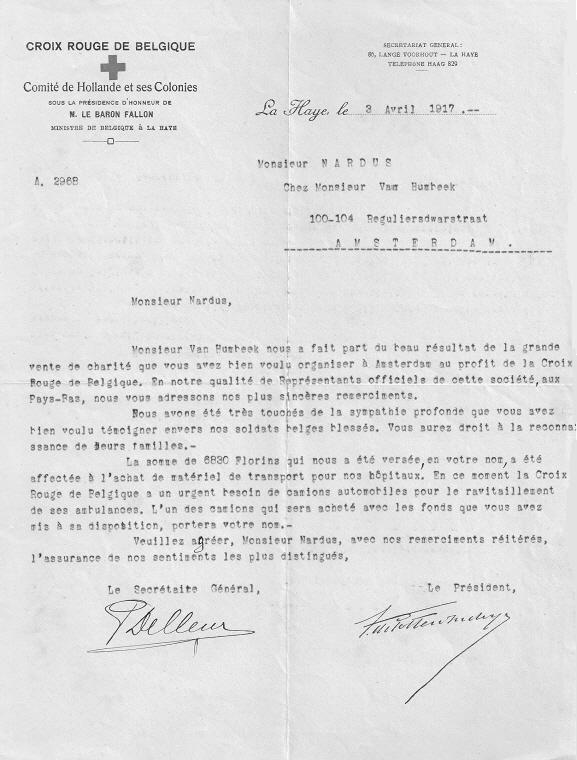 CROIX ROUGE DE BELGIQUE
Comité de Hollande et ses Colonies
SOUS LA PRÉSIDENCE D'HONNEUR DE
M. LE BARON FALLON
MINISTRE DE BELGIQUE À LA HAYE
SECRÉTARIAT GÉNÉRAL:
LANGE VOORHOUT — LA HAYE
TÉLÉPHONE HAAG 829
La Haye, le 3 Avril 1917.--
A. 296B
Monsieur NARDUS
Chez Monsieur Vam Humbeek
100-104 Reguliersdwarstraat
AMSTERDAM.
Monsieur Nardus,
Monsieur Van Humbeek nous a fait part du beau résultat de la grande
vente de charité que vous avez bien voulu organiser à Amsterdam au profit de la Croix
Rouge de Belgique. En notre qualité de Représentants officiels de cette société,aux
Pays-Bas, nous vous adressons nos plus sincères remerciments.
Nous avons été très touchés de la sympathie profonde que vous avez
bien voulu témoigner envers nos soldats belges blessés. Vous aurez droit à la reconnai
ssance de leurs familles.-
La somme de 6830 Florins qui nous a été versée,en votre nom,a été
affectée à l'achat de matériel de transport pour nos hôpitaux. En ce moment la Croix
Rouge de Belgique a un urgent besoin de camions automobiles pour le ravitaillement
de ses ambulances. L'un des camions qui sera acheté avec les fonds que vous avez
mis à sa disposition, portera votre nom.-
Veuillez agréer, Monsieur Nardus, avec nos remerciments réitérés,
l'assurance de nos sentiments les plus distingués,
Le Secrétaite Général,
Le Président,
PDelleur